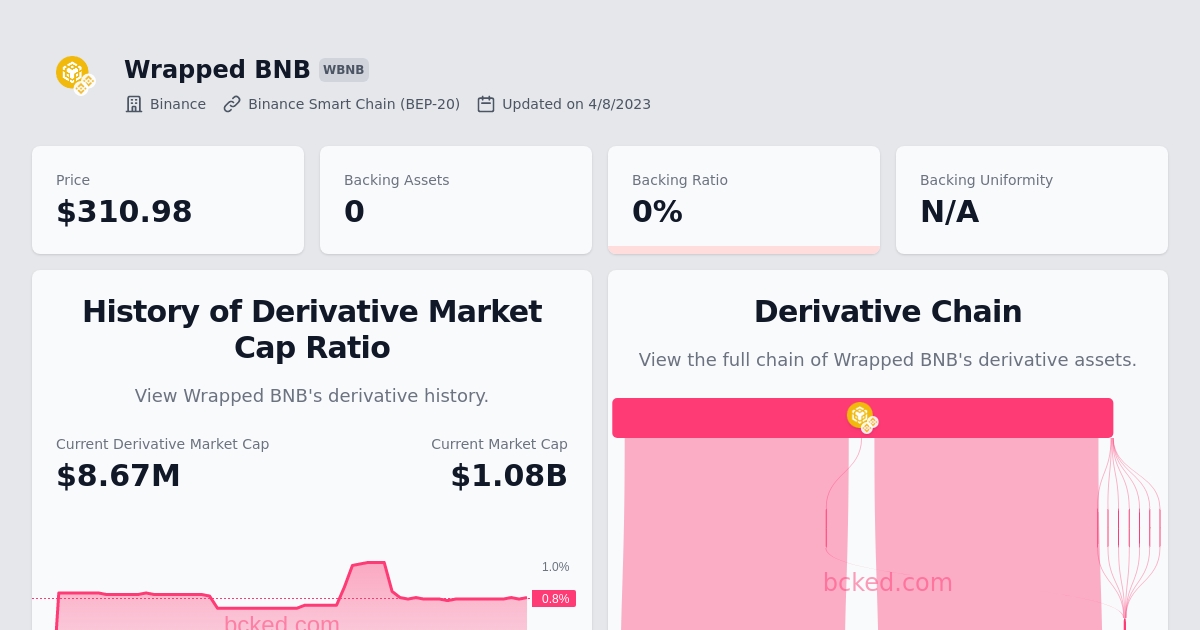 Wrapped BNB WBNB
Binance Binance Smart Chain (BEP-20) Updated on 4/8/2023
Price
$310.98
Backing Assets
0
Backing Ratio
0%
Backing Uniformity
N/A
History of Derivative Market
Cap Ratio
View Wrapped BNB's derivative history.
Current Derivative Market Cap
$8.67M
Current Market Cap
$1.08B
1.0%
0.8%
bcked.com
Derivative Chain
View the full chain of Wrapped BNB's derivative assets.
bcked.com